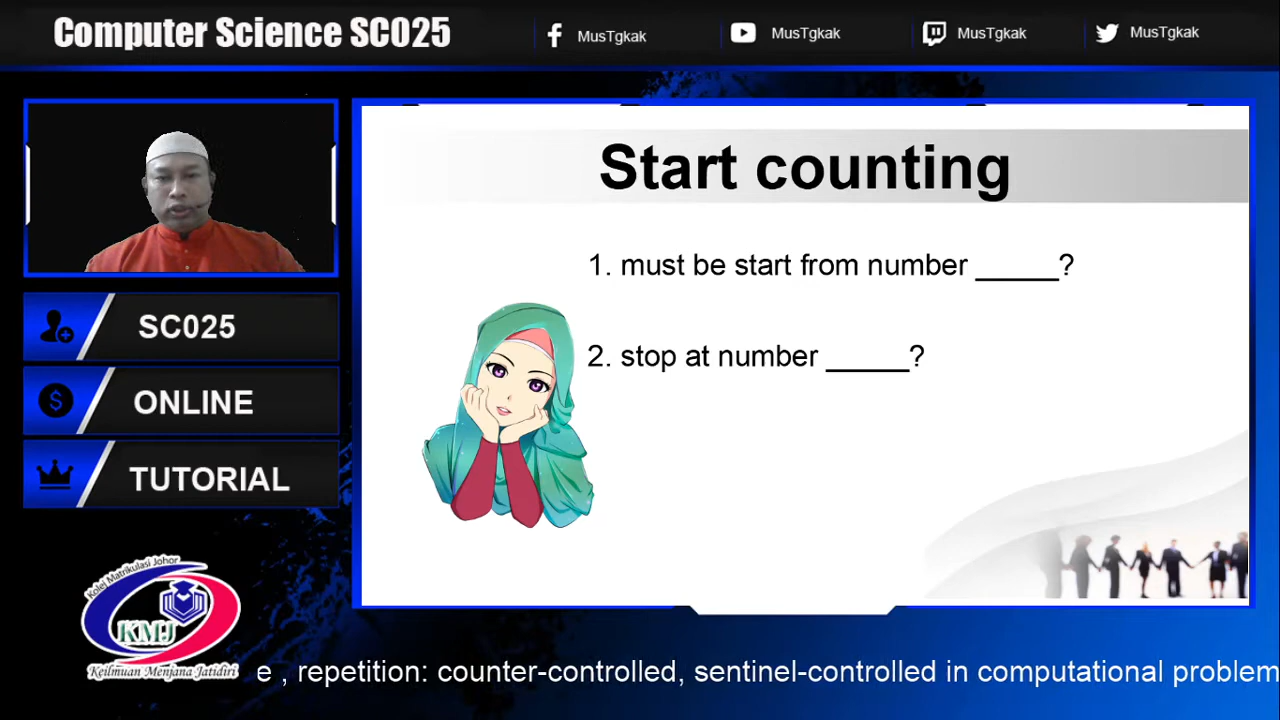 Computer Science SC025
MusTgkak
MusTgkak
MusTgkak
MusTgkak
Start counting
1. must be start from number _____?
2. stop at number _____?
SC025
ONLINE
TUTORIAL
Kolej Matrikulasi Johor
KMJ
Keilmuan Menjana Jatidiri
e , repetition: counter-controlled, sentinel-controlled in computational problem